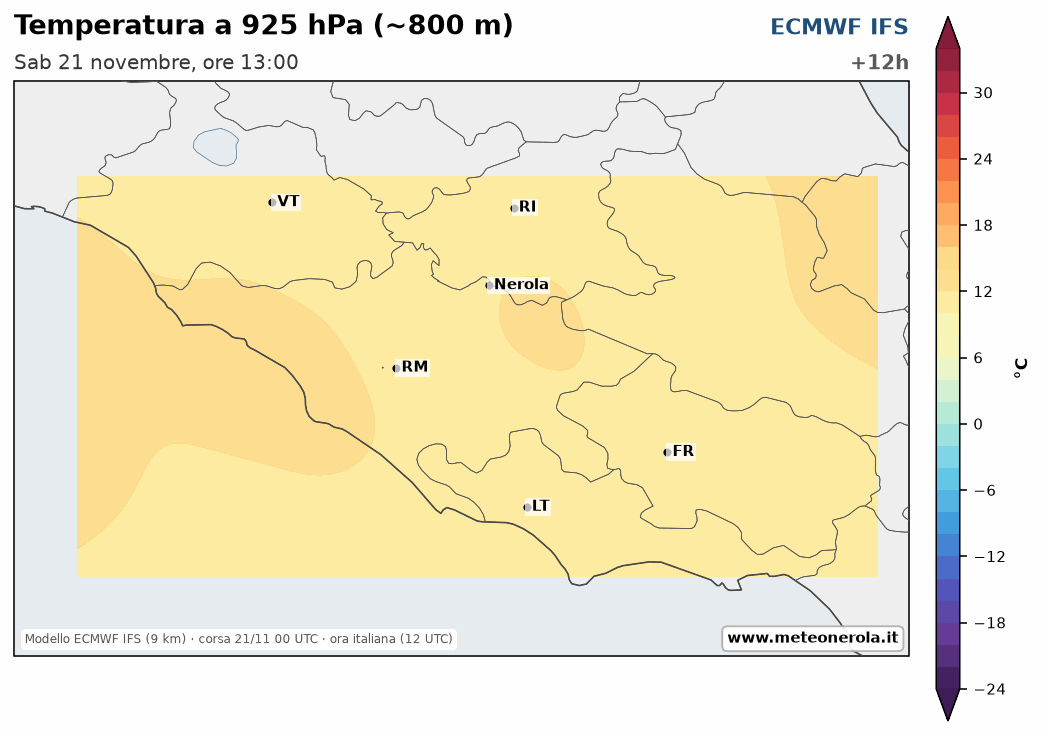 Temperatura a 925 hPa (~800 m)
ECMWF IFS
Sab 21 novembre, ore 13:00
+12h
VT
RI
Nerola
RM
FR
LT
30
24
18
12
6
0
−6
−12
−18
−24
°C
Modello ECMWF IFS (9 km) · corsa 21/11 00 UTC · ora italiana (12 UTC)
www.meteonerola.it